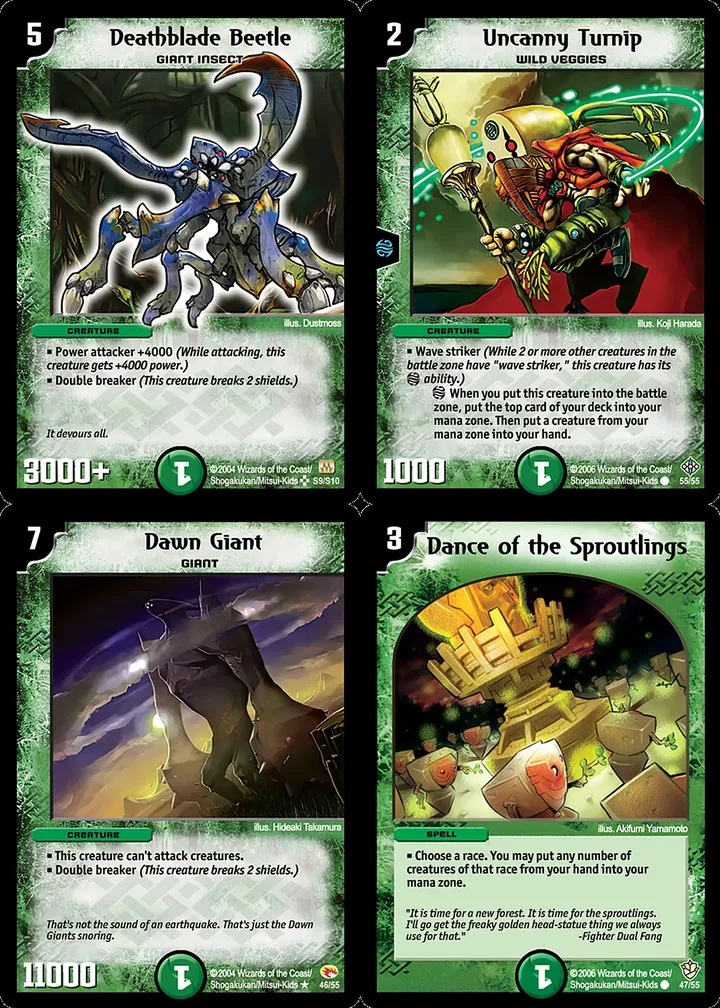 5
Deathblade Beetle
GIANT INSECT
illus. Dustmoss
CREATURE
▪ Power attacker +4000 (While attacking, this
creature gets +4000 power.)
▪ Double breaker (This creature breaks 2 shields.)
It devours all.
3000+
1
©2004 Wizards of the Coast/
Shogakukan/Mitsui-Kids S9/S10
2
Uncanny Turnip
WILD VEGGIES
illus. Koji Harada
CREATURE
▪ Wave striker (While 2 or more other creatures in the
battle zone have "wave striker," this creature has its
ability.)
When you put this creature into the battle
zone, put the top card of your deck into your
mana zone. Then put a creature from your
mana zone into your hand.
1000
1
©2006 Wizards of the Coast/
Shogakukan/Mitsui-Kids ● 55/55
7
Dawn Giant
GIANT
illus. Hideaki Takamura
CREATURE
▪ This creature can't attack creatures.
▪ Double breaker (This creature breaks 2 shields.)
That's not the sound of an earthquake. That's just the Dawn
Giants snoring.
11000
1
©2004 Wizards of the Coast/
Shogakukan/Mitsui-Kids ★ 46/55
3
Dance of the Sproutlings
illus. Akifumi Yamamoto
SPELL
▪ Choose a race. You may put any number of
creatures of that race from your hand into your
mana zone.
"It is time for a new forest. It is time for the sproutlings.
I'll go get the freaky golden head-statue thing we always
use for that." -Fighter Dual Fang
1
©2006 Wizards of the Coast/
Shogakukan/Mitsui-Kids ● 47/55